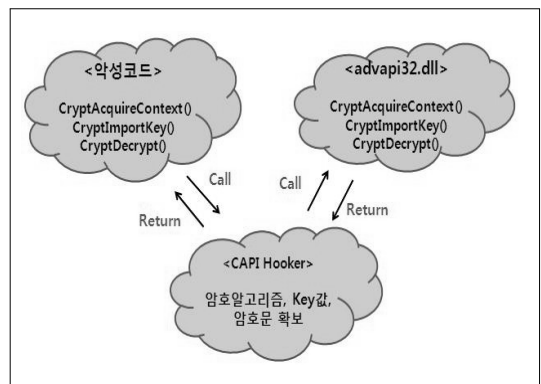 <악성코드>
CryptAcquireContext()
CryptImportKey()
CryptDecrypt()
<advapi32.dll>
CryptAcquireContext()
CryptImportKey()
CryptDecrypt()
Call
Return
Call
Return
<CAPI Hooker>
암호알고리즘, Key값,
암호문 확보